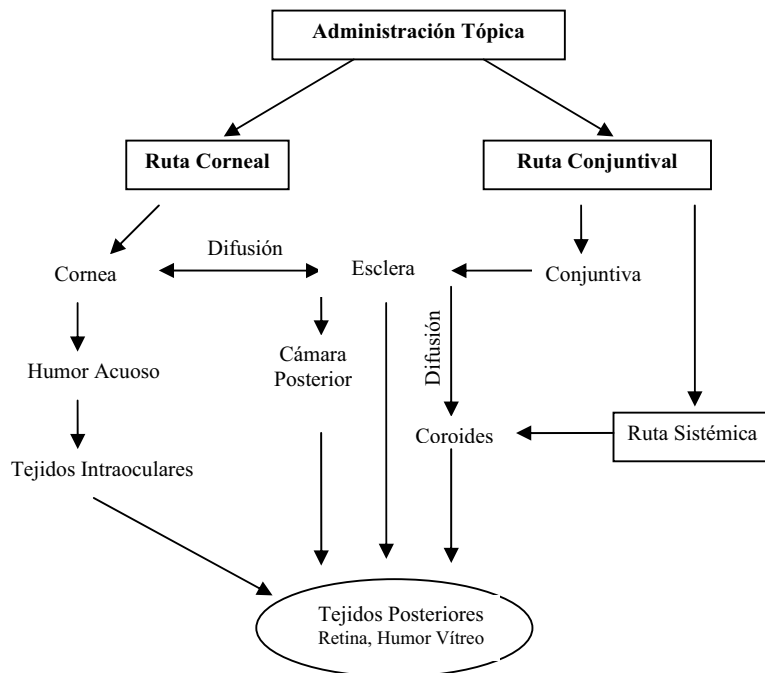 Administración Tópica
Ruta Corneal
Ruta Conjuntival
Difusión
Cornea
Esclera
Conjuntiva
Difusión
Humor Acuoso
Cámara
Posterior
Coroides
Ruta Sistémica
Tejidos Intraoculares
Tejidos Posteriores
Retina, Humor Vítreo